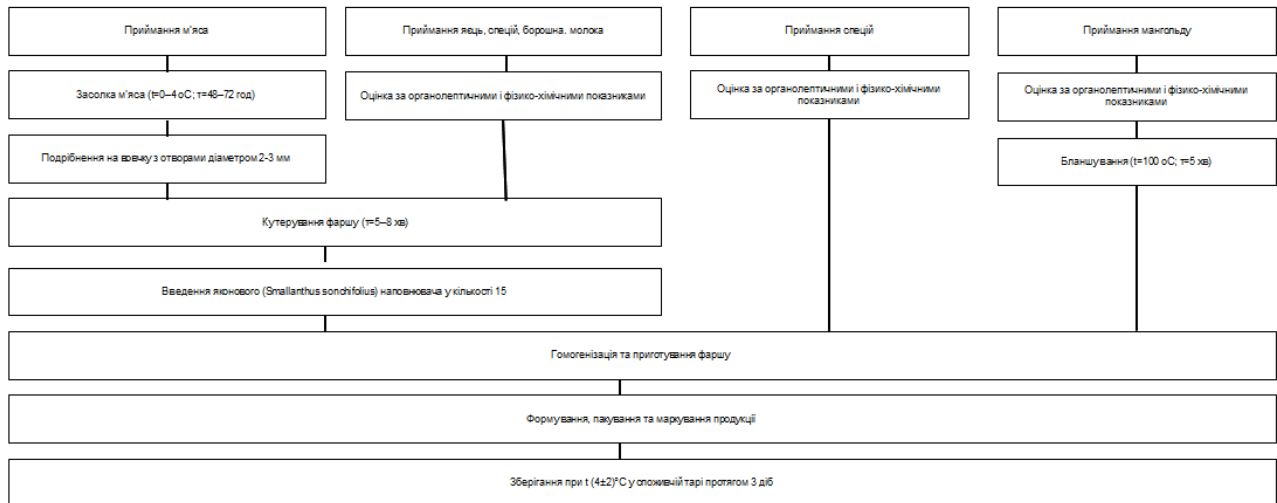 Приймання м'яса
Приймання яєць, спецій, борошна. молока
Приймання спецій
Приймання мангольду
Засолка м'яса (t=0–4 оС; τ=48–72 год)
Оцінка за органолептичними і фізико-хімічними показниками
Оцінка за органолептичними і фізико-хімічними
показниками
Оцінка за органолептичними і фізико-хімічними
показниками
Подрібнення на вовчку з отворами діаметром 2-3 мм
Бланшування (t=100 оС; τ=5 хв)
Кутерування фаршу (τ=5–8 хв)
Введення яконового (Smallanthus sonchifolius) наповнювача у кількості 15
Гомогенізація та приготування фаршу
Формування, пакування та маркування продукції
Зберігання при t (4±2)°С у споживчій тарі протягом 3 діб